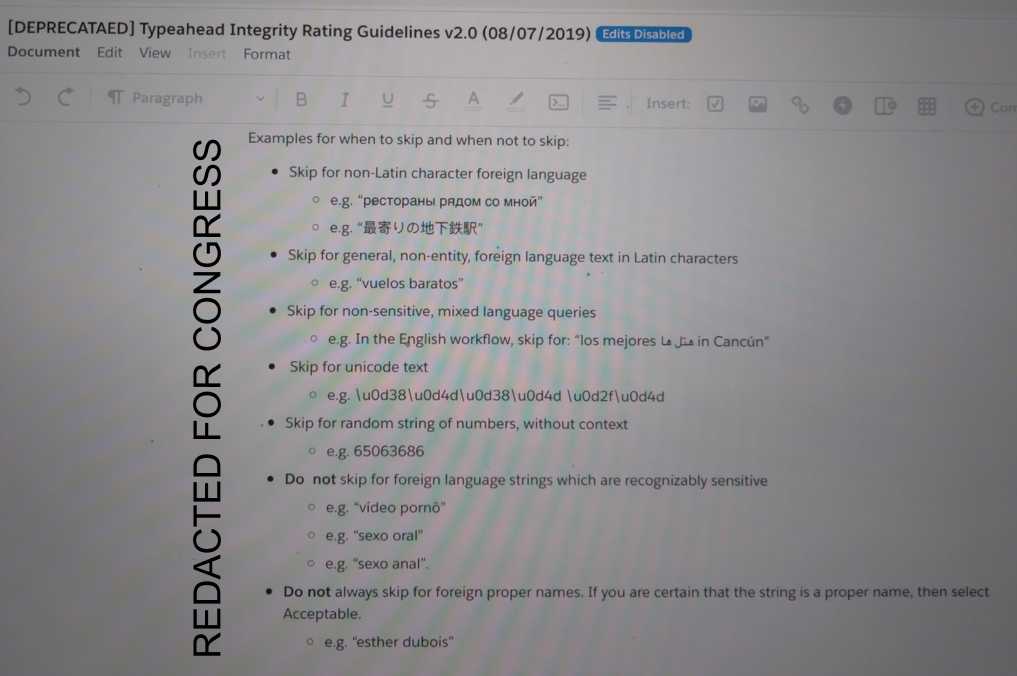 [DEPRECATAED] Typeahead Integrity Rating Guidelines v2.0 (08/07/2019) Edits Disabled
Document Edit View Insert Format
Paragraph B I U S A Insert: Com
REDACTED FOR CONGRESS
Examples for when to skip and when not to skip:
• Skip for non-Latin character foreign language
○ e.g. “рестораны рядом со мной”
○ e.g. “最寄りの地下鉄駅”
• Skip for general, non-entity, foreign language text in Latin characters
○ e.g. “vuelos baratos”
• Skip for non-sensitive, mixed language queries
○ e.g. In the English workflow, skip for: “los mejores in Cancún”
• Skip for unicode text
○ e.g. \u0d38\u0d4d\u0d38\u0d4d \u0d2f\u0d4d
• Skip for random string of numbers, without context
○ e.g. 65063686
• Do not skip for foreign language strings which are recognizably sensitive
○ e.g. “vídeo pornô”
○ e.g. “sexo oral”
○ e.g. “sexo anal”.
• Do not always skip for foreign proper names. If you are certain that the string is a proper name, then select
Acceptable.
○ e.g. “esther dubois”